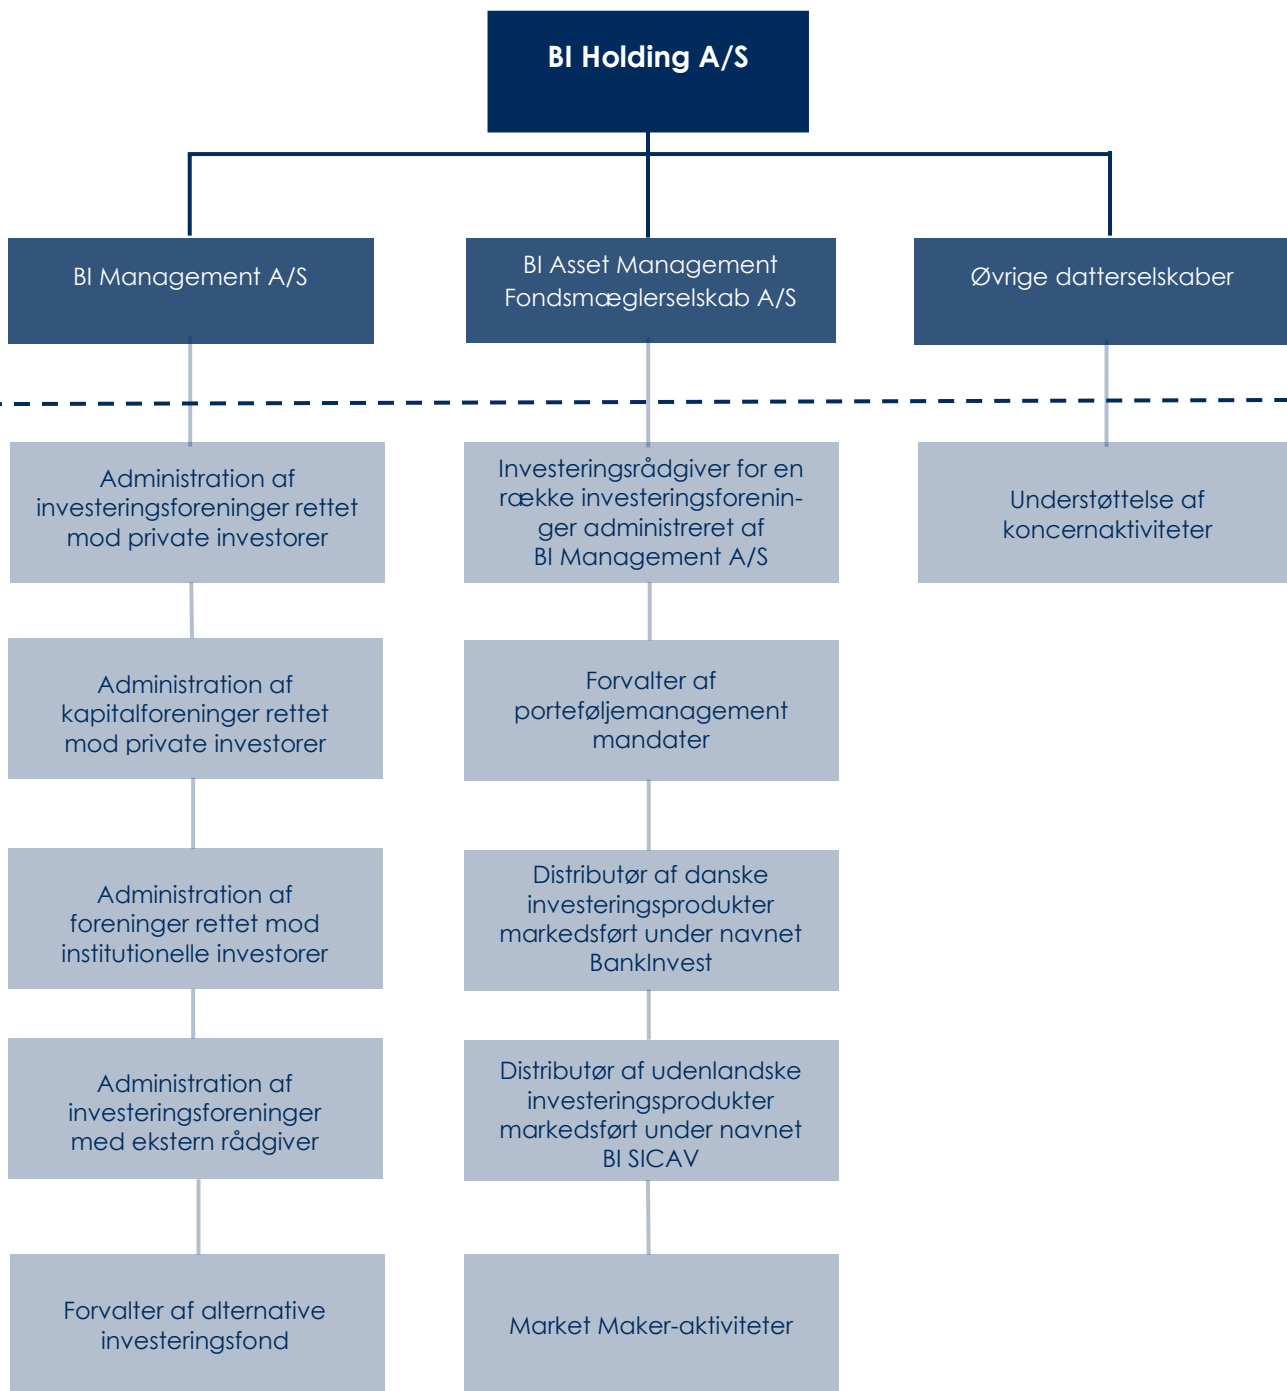 BI Holding A/S
BI Management A/S
BI Asset Management
Fondsmæglerselskab A/S
Øvrige datterselskaber
Administration af
investeringsforeninger rettet
mod private investorer
Administration af
kapitalforeninger rettet
mod private investorer
Administration af
foreninger rettet mod
institutionelle investorer
Administration af
investeringsforeninger
med ekstern rådgiver
Forvalter af alternative
investeringsfond
Investeringsrådgiver for en
række investeringsforenin-
ger administreret af
BI Management A/S
Forvalter af
porteføljemanagement
mandater
Distributør af danske
investeringsprodukter
markedsført under navnet
BankInvest
Distributør af udenlandske
investeringsprodukter
markedsført under navnet
BI SICAV
Market Maker-aktiviteter
Understøttelse af
koncernaktiviteter